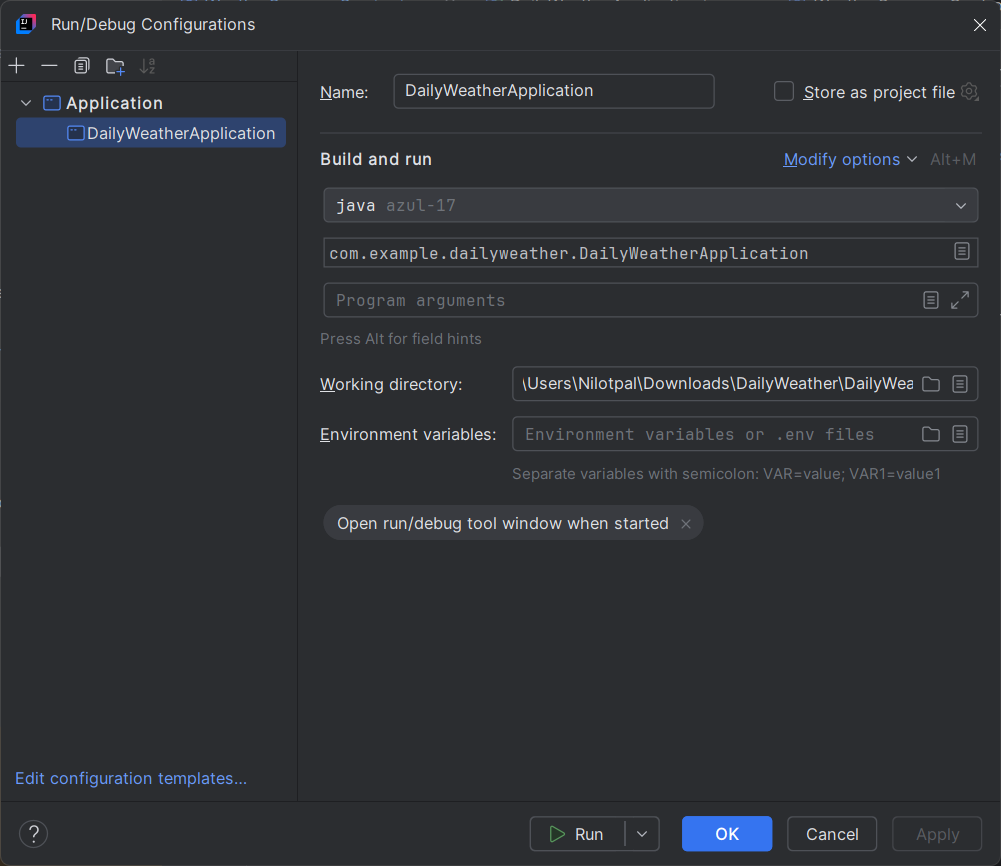 Run/Debug Configurations
Application
DailyWeatherApplication
Name:
DailyWeatherApplication
Store as project file
Build and run
Modify options
Alt+M
java azul-17
com.example.dailyweather.DailyWeatherApplication
Program arguments
Press Alt for field hints
Working directory:
\Users\Nilotpal\Downloads\DailyWeather\DailyWea
Environment variables:
Environment variables or .env files
Separate variables with semicolon: VAR=value; VAR1=value1
Open run/debug tool window when started
Edit configuration templates...
?
Run
OK
Cancel
Apply